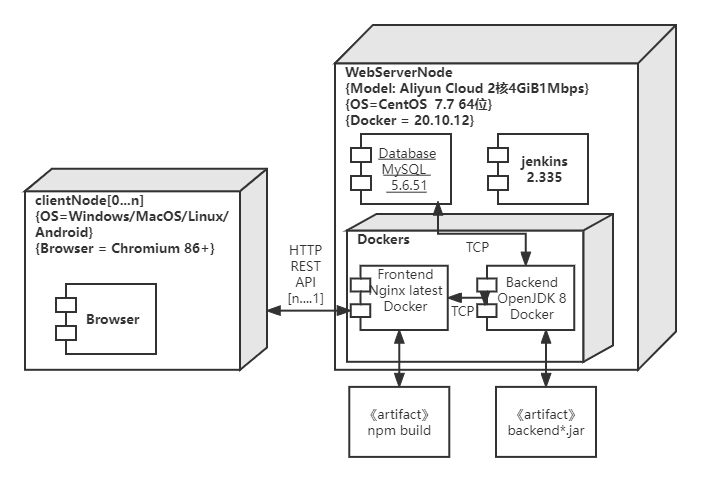 WebServerNode
{Model: Aliyun Cloud 2核4GiB1Mbps}
{OS=CentOS 7.7 64位}
{Docker = 20.10.12}
Database
MySQL
5.6.51
jenkins
2.335
clientNode[0...n]
{OS=Windows/MacOS/Linux/
Android}
{Browser = Chromium 86+}
Browser
HTTP
REST
API
[n....1]
Dockers
TCP
Frontend
Nginx latest
Docker
TCP
Backend
OpenJDK 8
Docker
《artifact》
npm build
《artifact》
backend*.jar